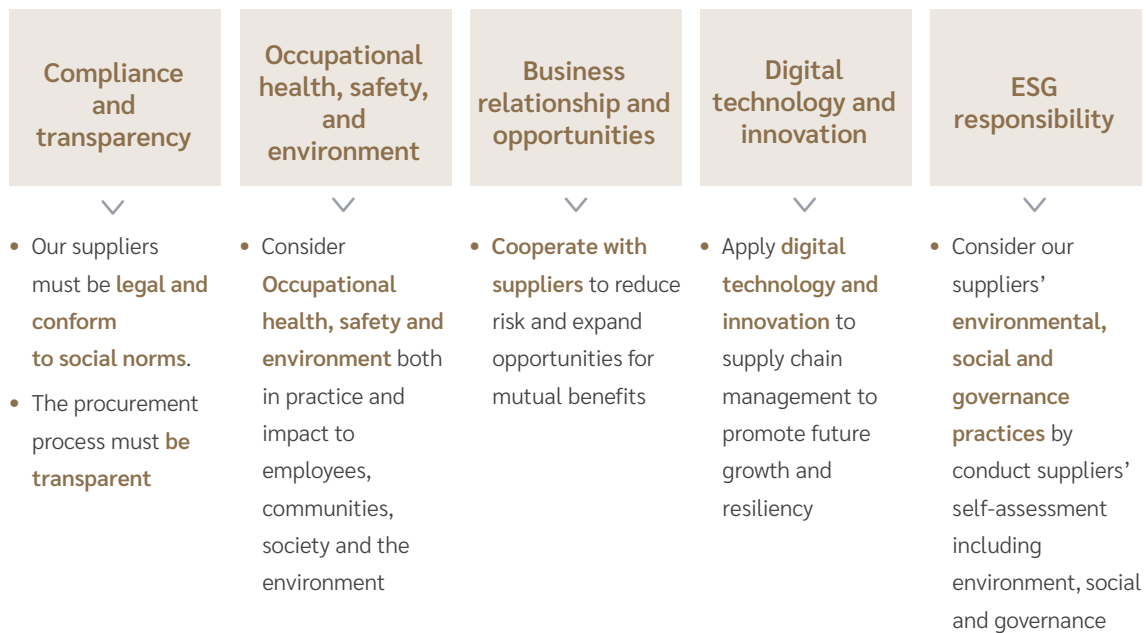 Compliance
and
transparency
• Our suppliers
must be legal and
conform
to social norms.
• The procurement
process must be
transparent
Occupational
health, safety,
and
environment
• Consider
Occupational
health, safety and
environment both
in practice and
impact to
employees,
communities,
society and the
environment
Business
relationship and
opportunities
• Cooperate with
suppliers to reduce
risk and expand
opportunities for
mutual benefits
Digital
technology and
innovation
• Apply digital
technology and
innovation to
supply chain
management to
promote future
growth and
resiliency
ESG
responsibility
• Consider our
suppliers’
environmental,
social and
governance
practices by
conduct suppliers’
self-assessment
including
environment, social
and governance